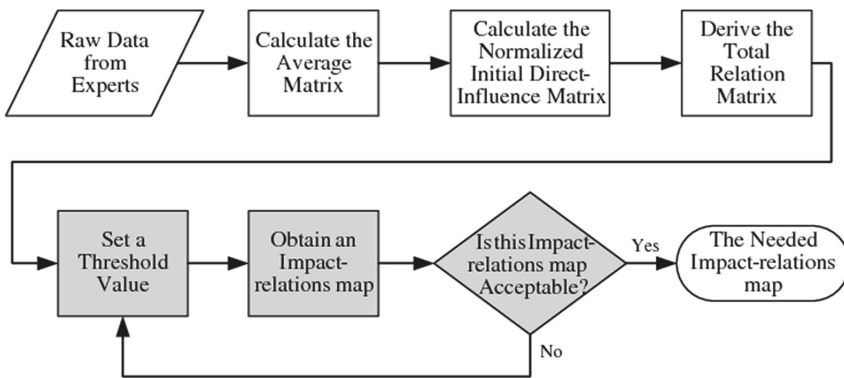 Raw Data
from
Experts
Calculate the
Average
Matrix
Calculate the
Normalized
Initial Direct-
Influence Matrix
Derive the
Total
Relation
Matrix
Set a
Threshold
Value
Obtain an
Impact-
relations map
Is this Impact-
relations map
Acceptable?
Yes
The Needed
Impact-relations
map
No